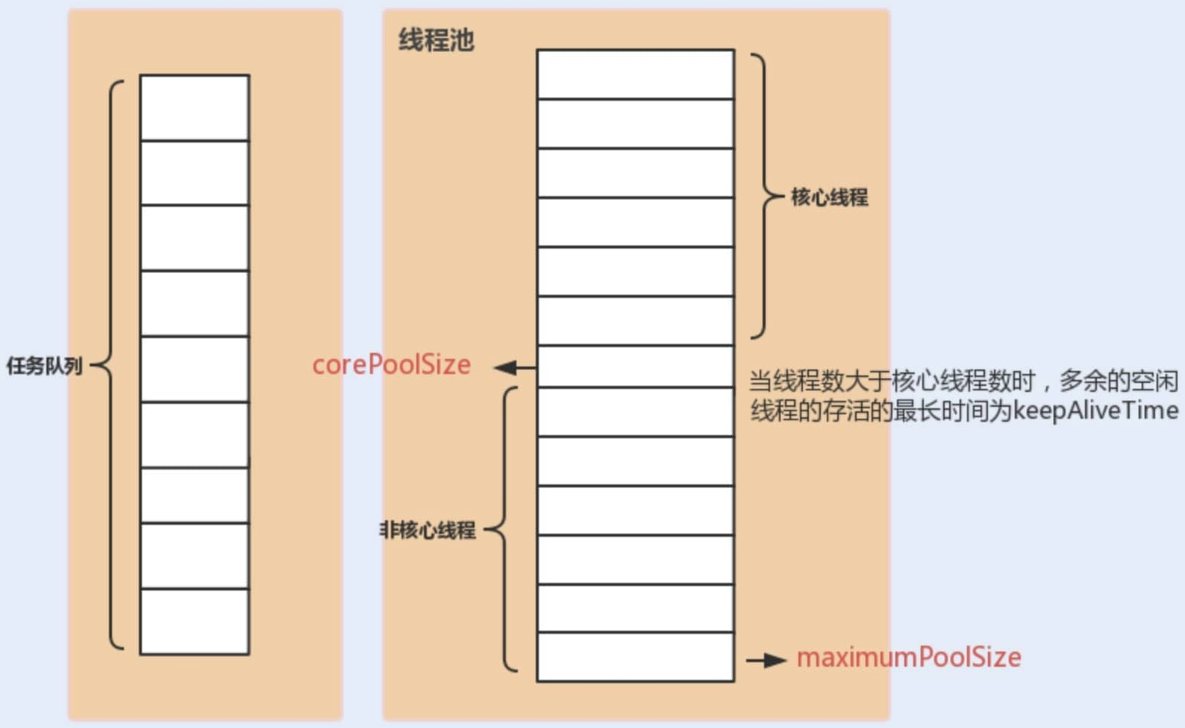 线程池
核心线程
任务队列
corePoolSize
当线程数大于核心线程数时，多余的空闲
线程的存活的最长时间为keepAliveTime
非核心线程
maximumPoolSize